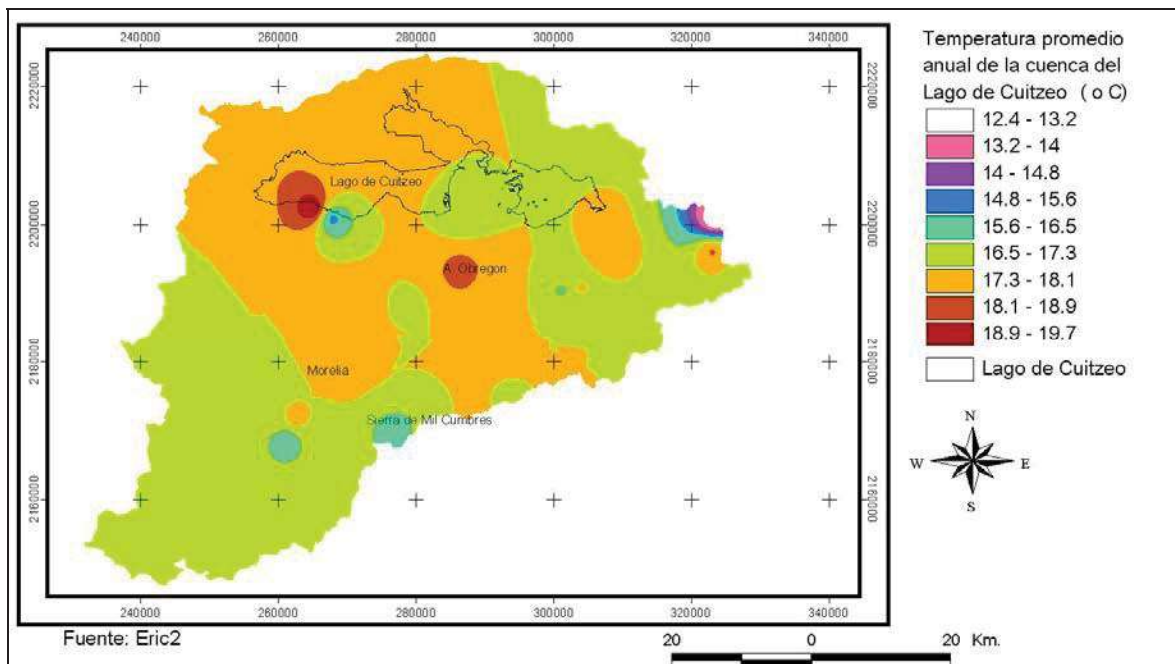 240000 260000 280000 300000 320000 340000
2220000 2220000
2200000 2200000
2180000 2180000
2160000 2160000
Lago de Cuitzeo
A. Obregon
Morelia
Sierra de Mil Cumbres
240000 260000 280000 300000 320000 340000
Fuente: Eric2
20 0 20 Km.
Temperatura promedio
anual de la cuenca del
Lago de Cuitzeo ( o C)
12.4 - 13.2
13.2 - 14
14 - 14.8
14.8 - 15.6
15.6 - 16.5
16.5 - 17.3
17.3 - 18.1
18.1 - 18.9
18.9 - 19.7
Lago de Cuitzeo
N
W E
S